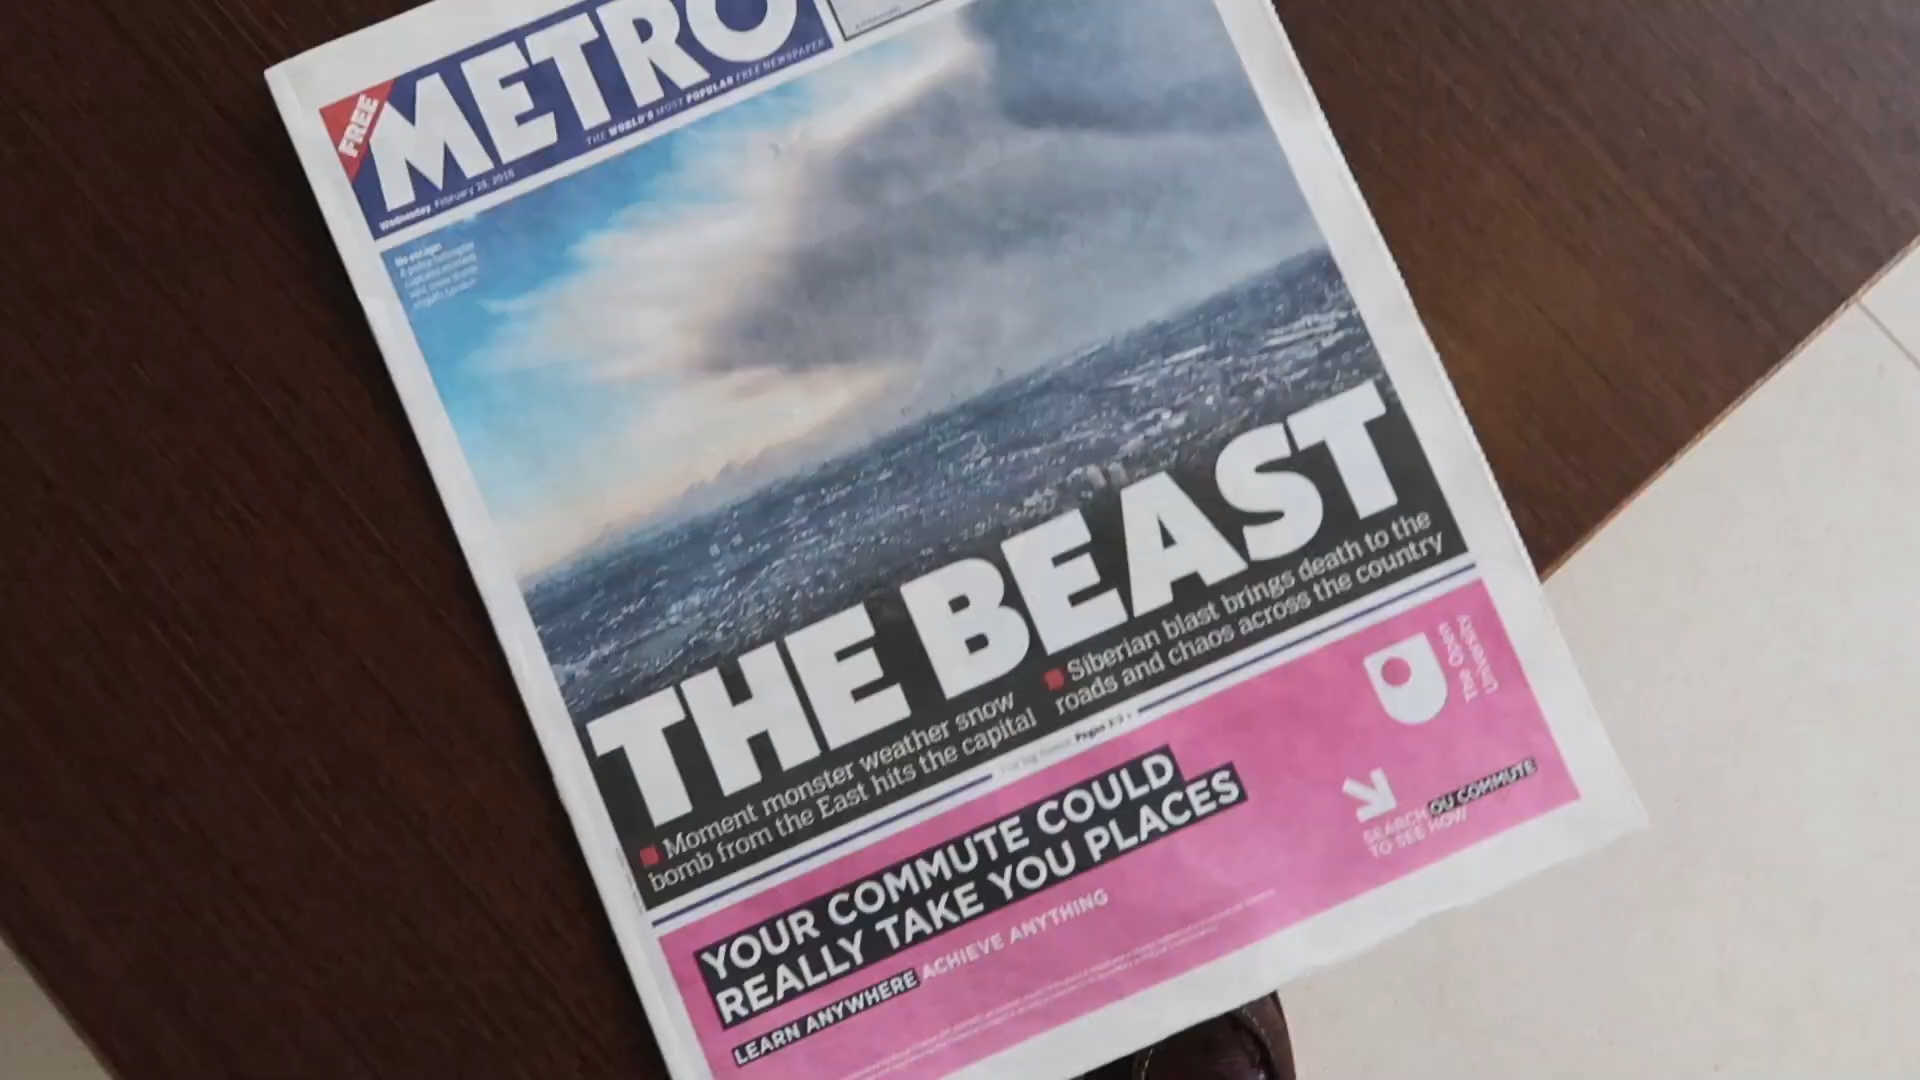 FREE
METRO
THE WORLD'S MOST POPULAR FREE NEWSPAPER
Wednesday, February 28, 2018
No escape:
THE BEAST
Moment monster weather snow
bomb from the East hits the capital
Siberian blast brings death to the
roads and chaos across the country
YOUR COMMUTE COULD
REALLY TAKE YOU PLACES
LEARN ANYWHERE ACHIEVE ANYTHING
The Open
University
SEARCH OU COMMUTE
TO SEE HOW